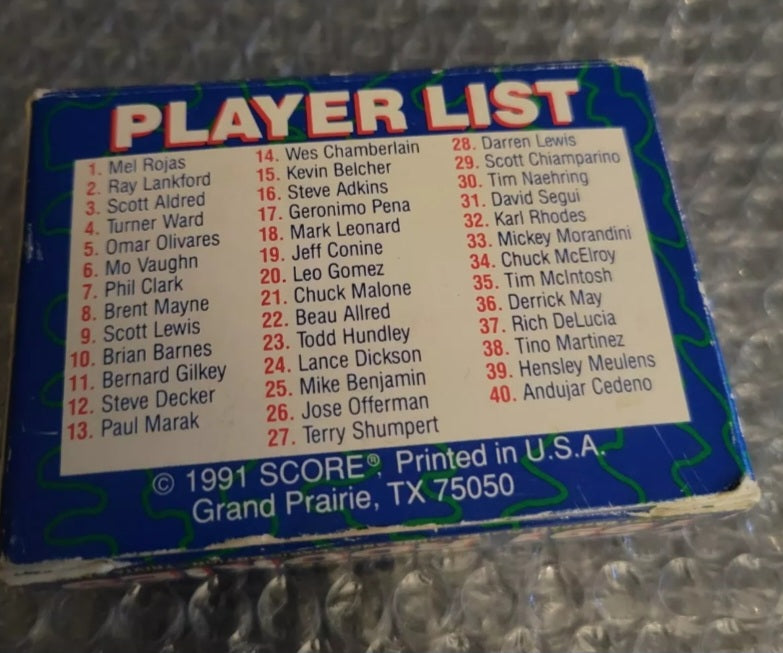 PLAYER LIST
1. Mel Rojas
2. Ray Lankford
3. Scott Aldred
4. Turner Ward
5. Omar Olivares
6. Mo Vaughn
7. Phil Clark
8. Brent Mayne
9. Scott Lewis
10. Brian Barnes
11. Bernard Gilkey
12. Steve Decker
13. Paul Marak
14. Wes Chamberlain
15. Kevin Belcher
16. Steve Adkins
17. Geronimo Pena
18. Mark Leonard
19. Jeff Conine
20. Leo Gomez
21. Chuck Malone
22. Beau Allred
23. Todd Hundley
24. Lance Dickson
25. Mike Benjamin
26. Jose Offerman
27. Terry Shumpert
28. Darren Lewis
29. Scott Chiamparino
30. Tim Naehring
31. David Segui
32. Karl Rhodes
33. Mickey Morandini
34. Chuck McElroy
35. Tim McIntosh
36. Derrick May
37. Rich DeLucia
38. Tino Martinez
39. Hensley Meulens
40. Andujar Cedeno
© 1991 SCORE®, Printed in U.S.A.
Grand Prairie, TX 75050